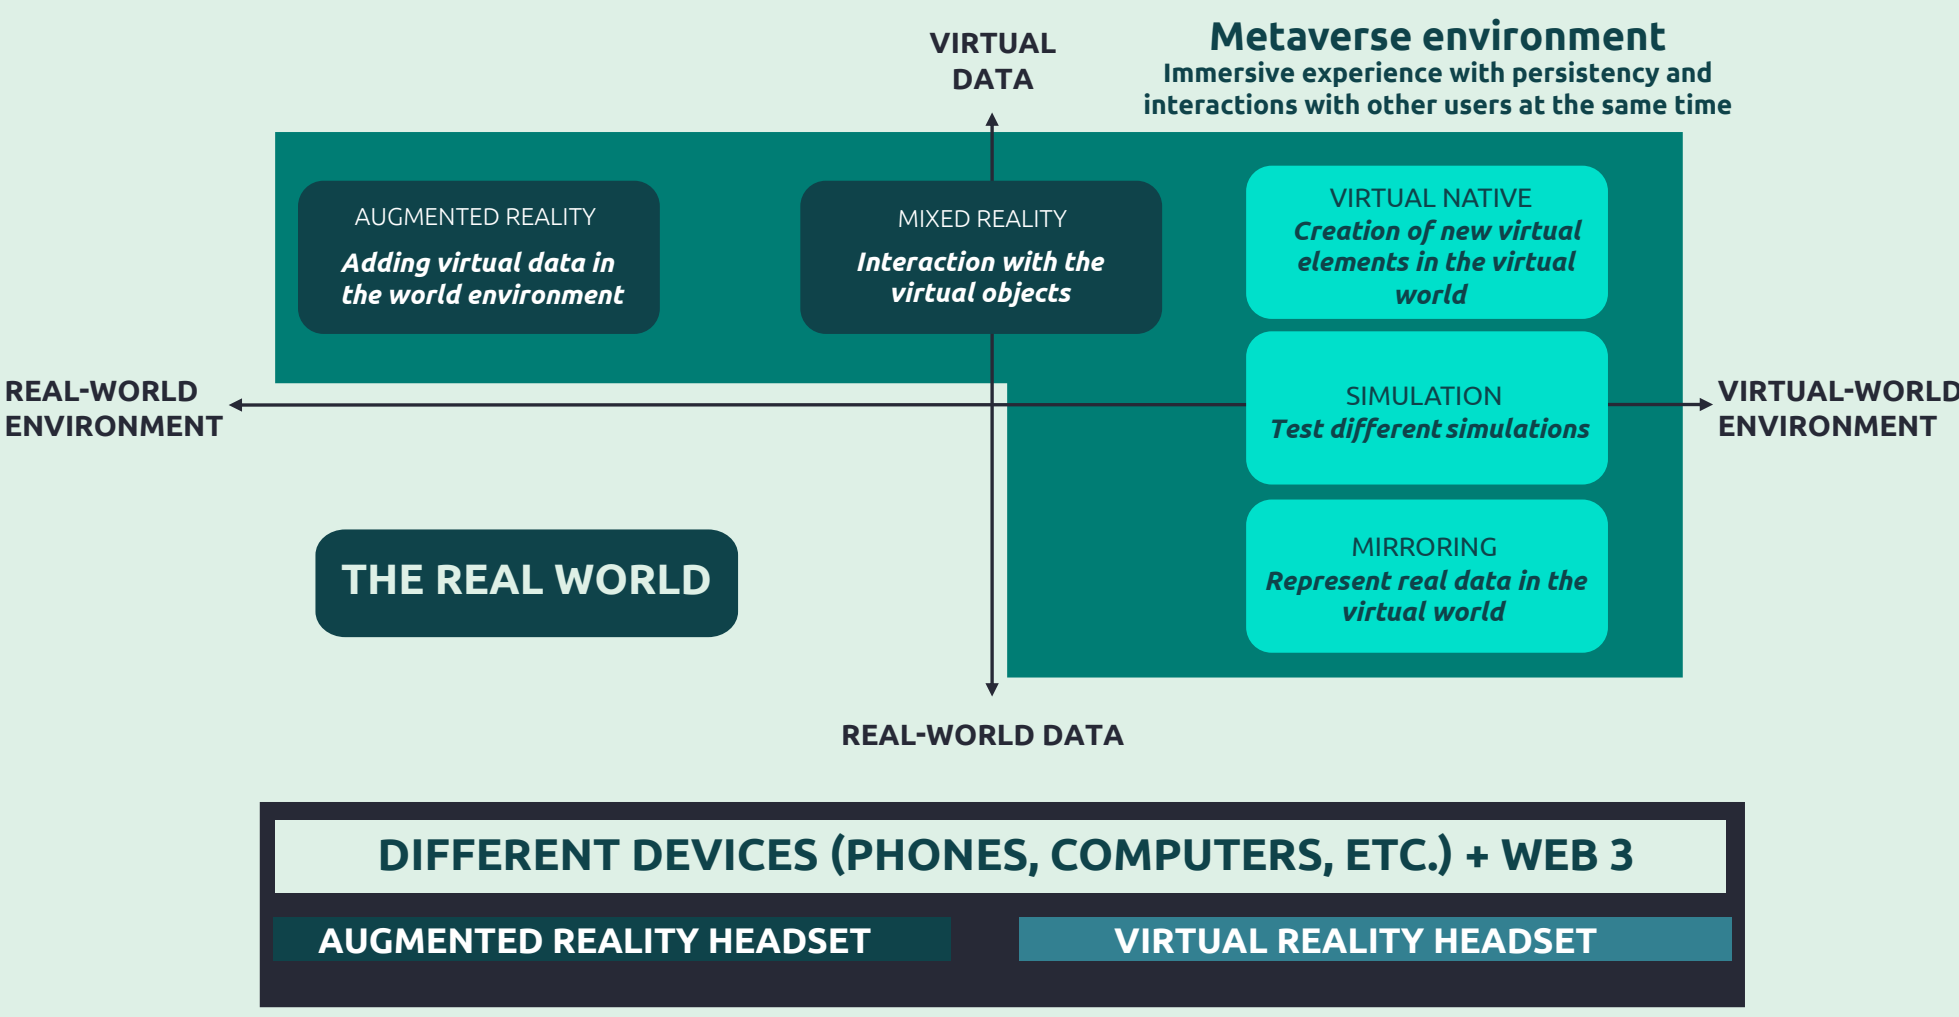 Metaverse environment
Immersive experience with persistency and
interactions with other users at the same time
VIRTUAL
DATA
AUGMENTED REALITY
Adding virtual data in
the world environment
MIXED REALITY
Interaction with the
virtual objects
VIRTUAL NATIVE
Creation of new virtual
elements in the virtual
world
REAL-WORLD
ENVIRONMENT
SIMULATION
Test different simulations
VIRTUAL-WORLD
ENVIRONMENT
THE REAL WORLD
MIRRORING
Represent real data in the
virtual world
REAL-WORLD DATA
DIFFERENT DEVICES (PHONES, COMPUTERS, ETC.) + WEB 3
AUGMENTED REALITY HEADSET
VIRTUAL REALITY HEADSET